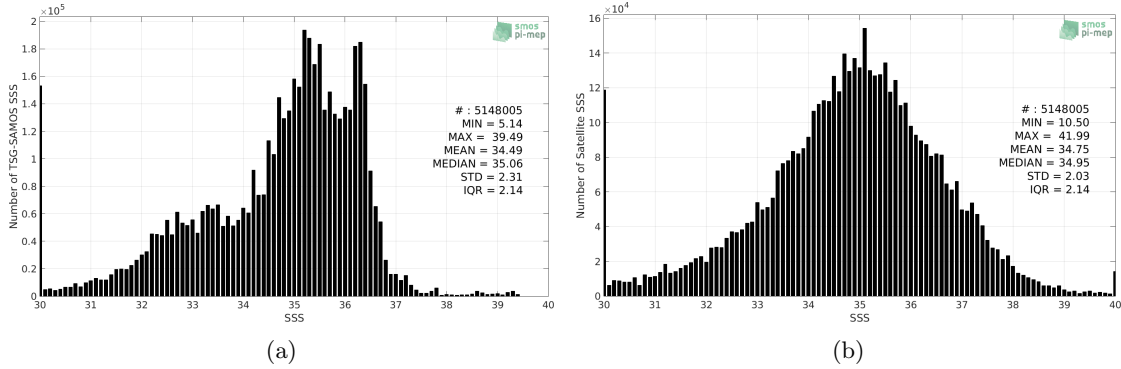 ×10⁵
smos
pi-mep
Number of TSG-SAMOS SSS
2
1.8
1.6
1.4
1.2
1
0.8
0.6
0.4
0.2
0
# : 5148005
MIN = 5.14
MAX = 39.49
MEAN = 34.49
MEDIAN = 35.06
STD = 2.31
IQR = 2.14
30 31 32 33 34 35 36 37 38 39 40
SSS
(a)
×10⁴
smos
pi-mep
Number of Satellite SSS
16
14
12
10
8
6
4
2
0
# : 5148005
MIN = 10.50
MAX = 41.99
MEAN = 34.75
MEDIAN = 34.95
STD = 2.03
IQR = 2.14
30 31 32 33 34 35 36 37 38 39 40
SSS
(b)